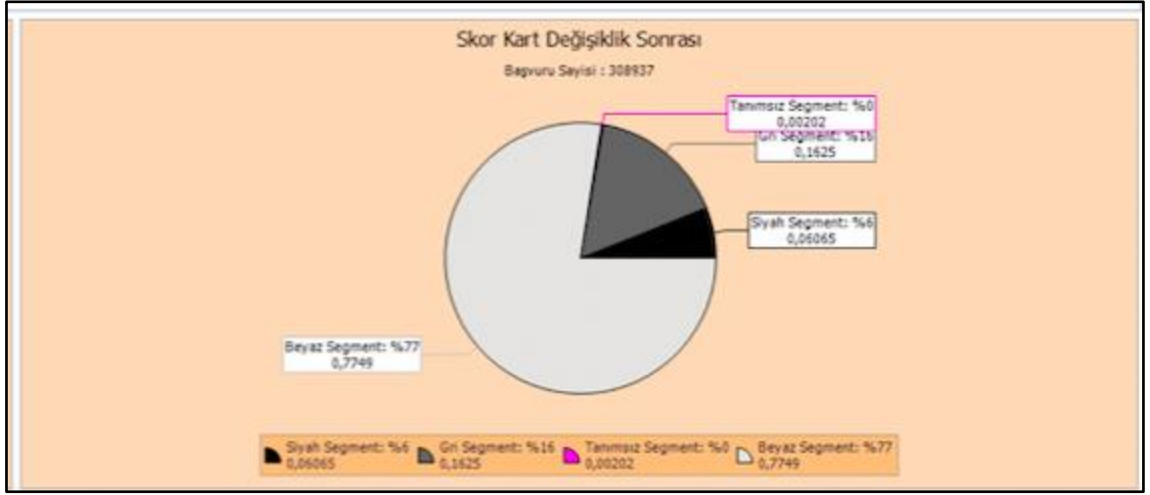 Skor Kart Değişiklik Sonrası
Başvuru Sayisi : 308937
Tanımsız Segment: %0
0,00202
Gri Segment: %16
0,1625
Siyah Segment: %6
0,06065
Beyaz Segment: %77
0,7749
Siyah Segment: %6
0,06065
Gri Segment: %16
0,1625
Tanımsız Segment: %0
0,00202
Beyaz Segment: %77
0,7749